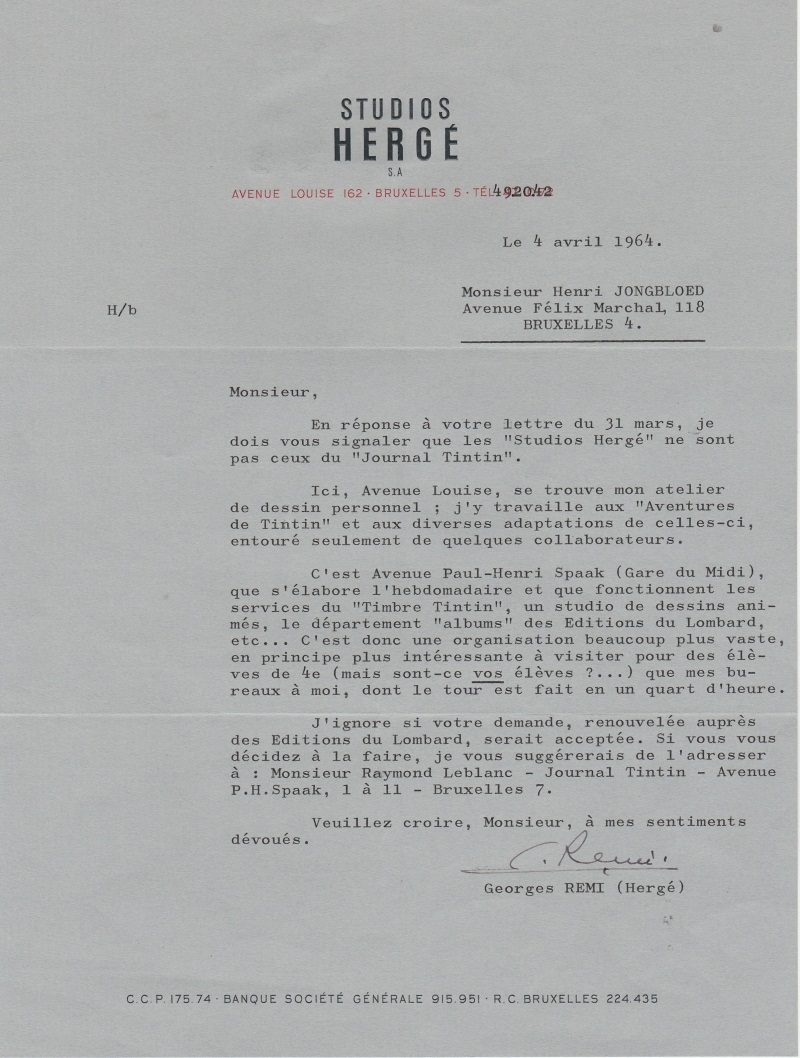 STUDIOS
HERGÉ
S.A
AVENUE LOUISE 162 · BRUXELLES 5 · TÉL. 492042
Le 4 avril 1964.
Monsieur Henri JONGBLOED
Avenue Félix Marchal, 118
BRUXELLES 4.
H/b
Monsieur,
En réponse à votre lettre du 31 mars, je
dois vous signaler que les "Studios Hergé" ne sont
pas ceux du "Journal Tintin".
Ici, Avenue Louise, se trouve mon atelier
de dessin personnel ; j'y travaille aux "Aventures
de Tintin" et aux diverses adaptations de celles-ci,
entouré seulement de quelques collaborateurs.
C'est Avenue Paul-Henri Spaak (Gare du Midi),
que s'élabore l'hebdomadaire et que fonctionnent les
services du "Timbre Tintin", un studio de dessins ani-
més, le département "albums" des Editions du Lombard,
etc... C'est donc une organisation beaucoup plus vaste,
en principe plus intéressante à visiter pour des élè-
ves de 4e (mais sont-ce vos élèves ?...) que mes bu-
reaux à moi, dont le tour est fait en un quart d'heure.
J'ignore si votre demande, renouvelée auprès
des Editions du Lombard, serait acceptée. Si vous vous
décidez à la faire, je vous suggérerais de l'adresser
à : Monsieur Raymond Leblanc - Journal Tintin - Avenue
P.H.Spaak, 1 à 11 - Bruxelles 7.
Veuillez croire, Monsieur, à mes sentiments
dévoués.
G. Remi.
Georges REMI (Hergé)
C.C.P. 175.74 · BANQUE SOCIÉTÉ GÉNÉRALE 915.951 · R.C. BRUXELLES 224.435